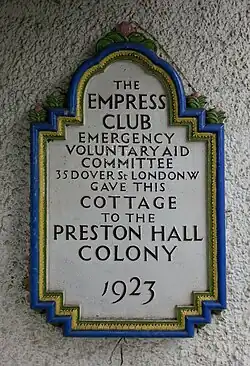 THE
EMPRESS
CLUB
EMERGENCY
VOLUNTARY AID
COMMITTEE
35 DOVER St LONDON W
GAVE THIS
COTTAGE
TO THE
PRESTON HALL
COLONY
1923